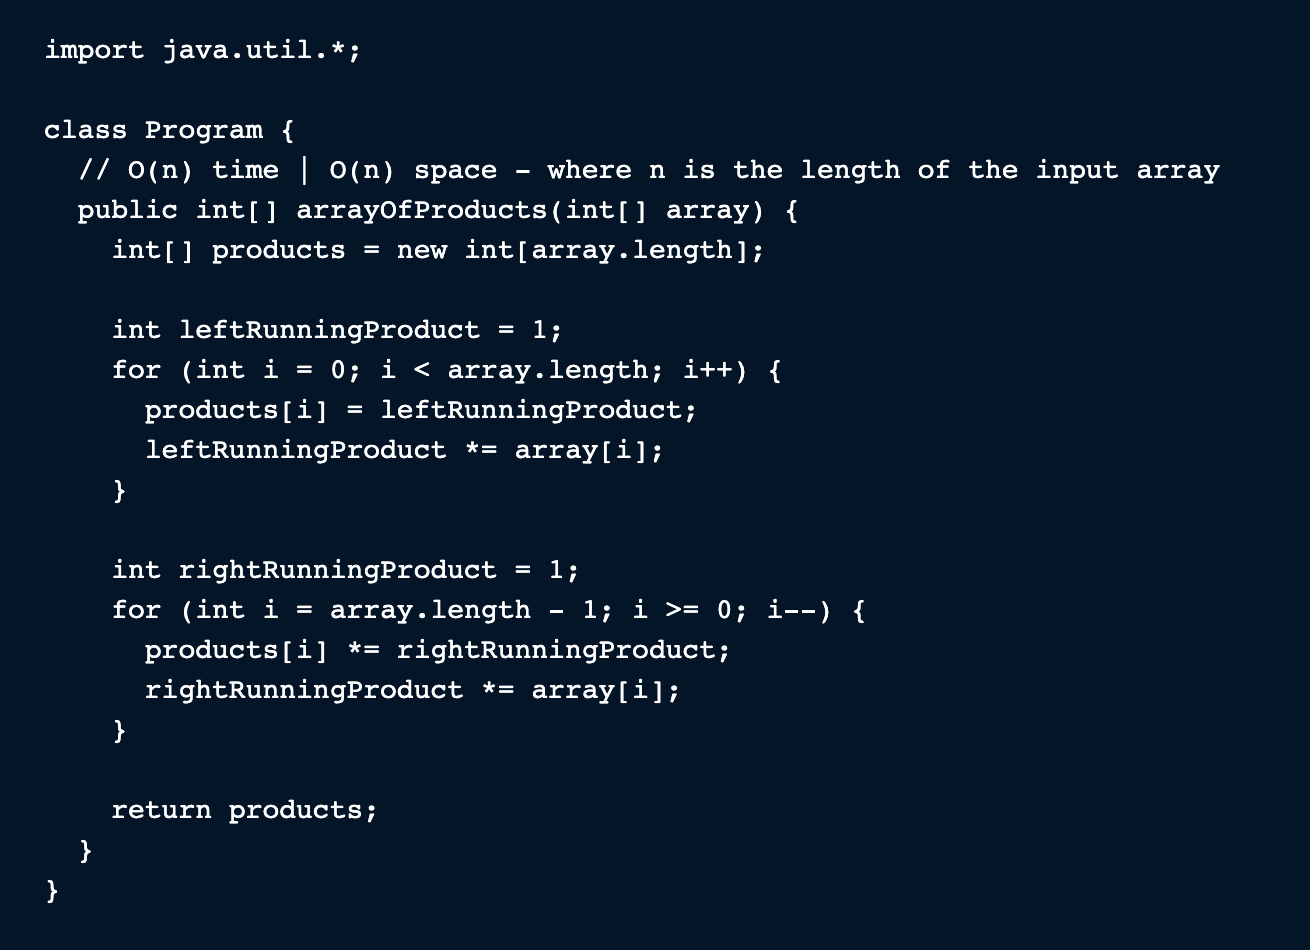 import java.util.*;

class Program {
  // O(n) time | O(n) space - where n is the length of the input array
  public int[] arrayOfProducts(int[] array) {
    int[] products = new int[array.length];

    int leftRunningProduct = 1;
    for (int i = 0; i < array.length; i++) {
      products[i] = leftRunningProduct;
      leftRunningProduct *= array[i];
    }

    int rightRunningProduct = 1;
    for (int i = array.length - 1; i >= 0; i--) {
      products[i] *= rightRunningProduct;
      rightRunningProduct *= array[i];
    }

    return products;
  }
}